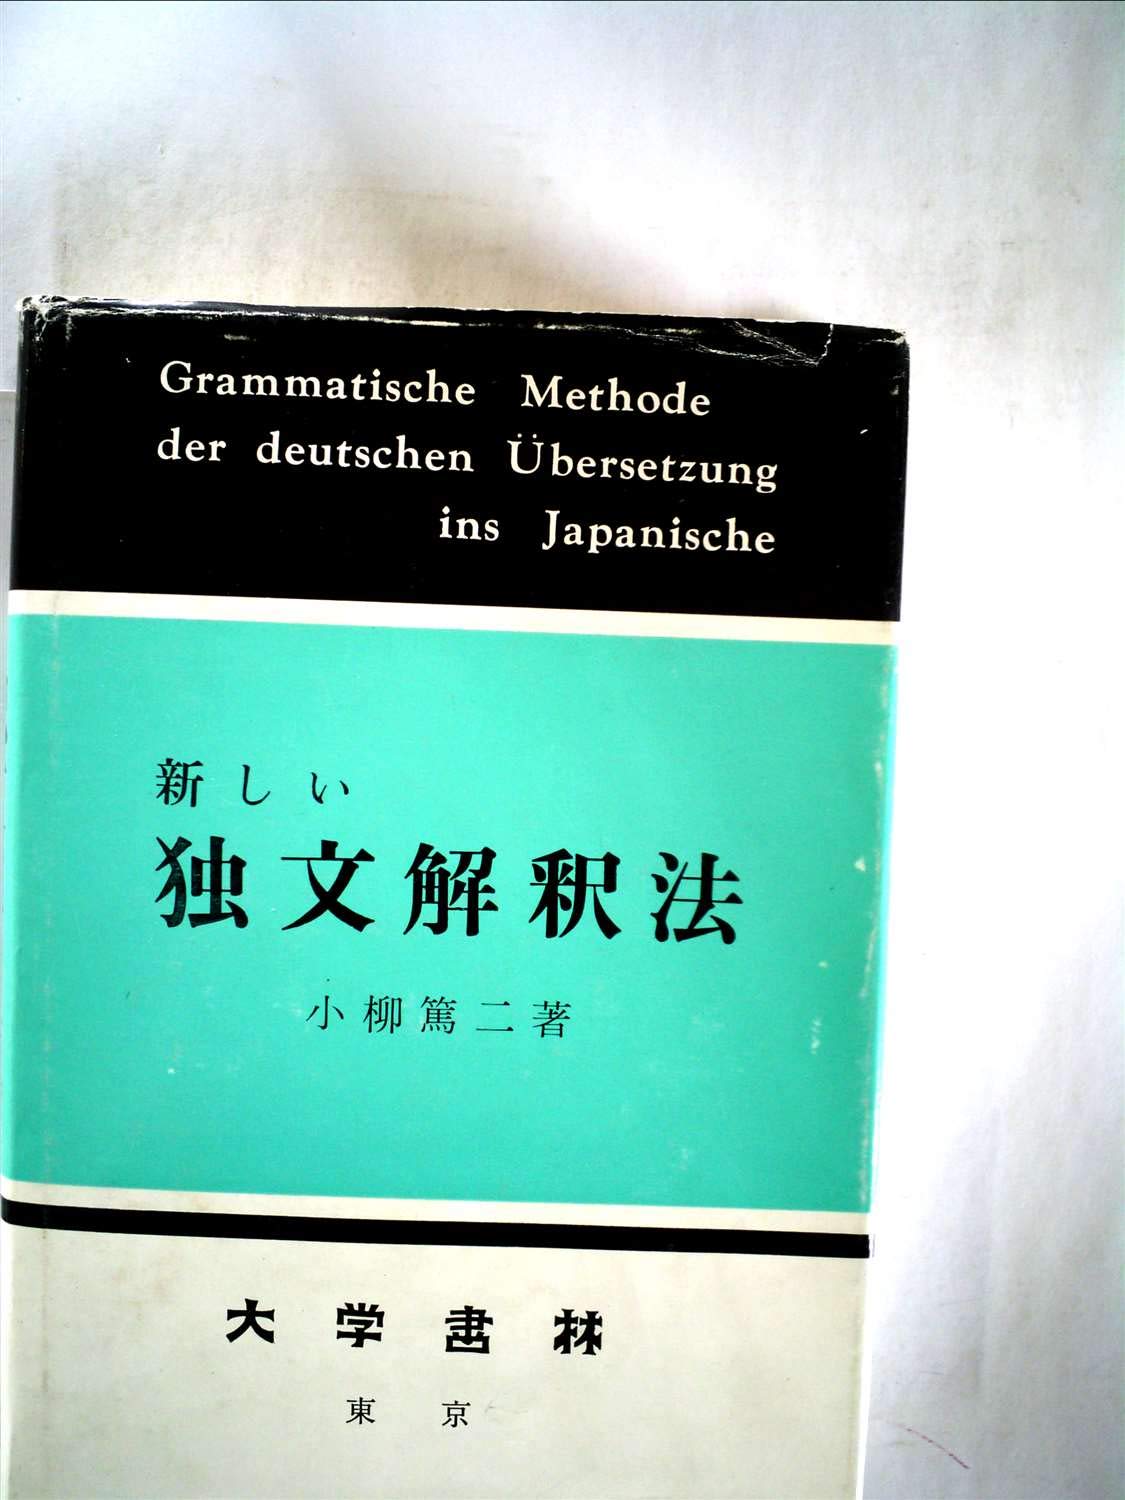 Grammatische Methode
der deutschen Übersetzung
ins Japanische
新しい
独文解釈法
小柳篤二著
大学書林
東京